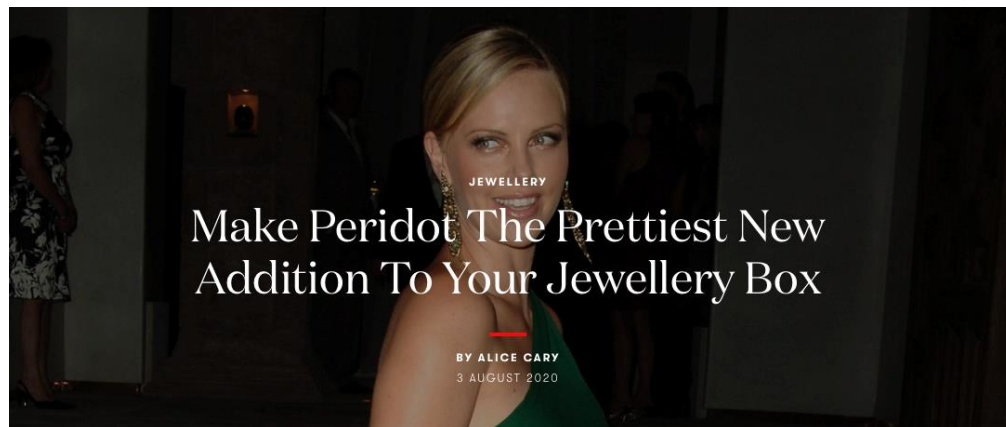 JEWELLERY
Make Peridot The Prettiest New
Addition To Your Jewellery Box
BY ALICE CARY
3 AUGUST 2020